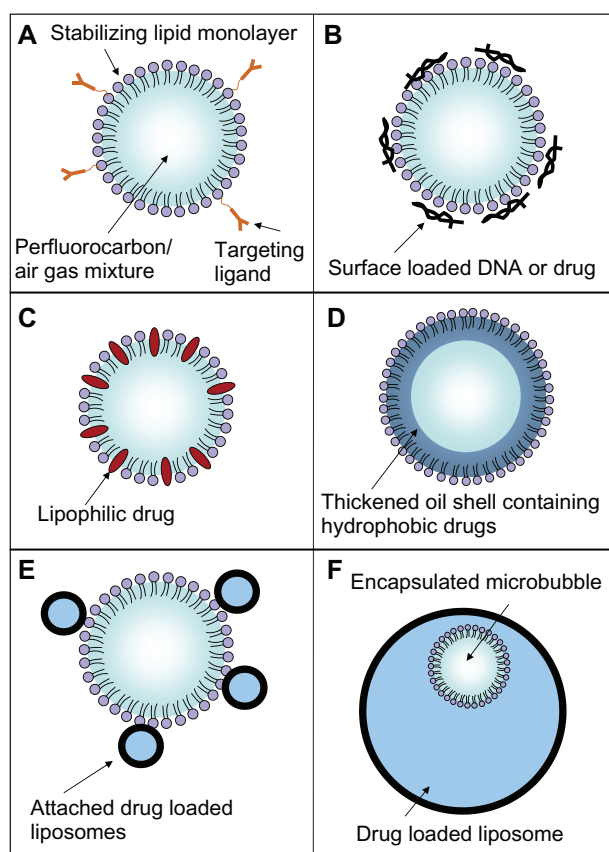 A
Stabilizing lipid monolayer
Perfluorocarbon/
air gas mixture
Targeting
ligand
B
Surface loaded DNA or drug
C
Lipophilic drug
D
Thickened oil shell containing
hydrophobic drugs
E
Attached drug loaded
liposomes
F
Encapsulated microbubble
Drug loaded liposome